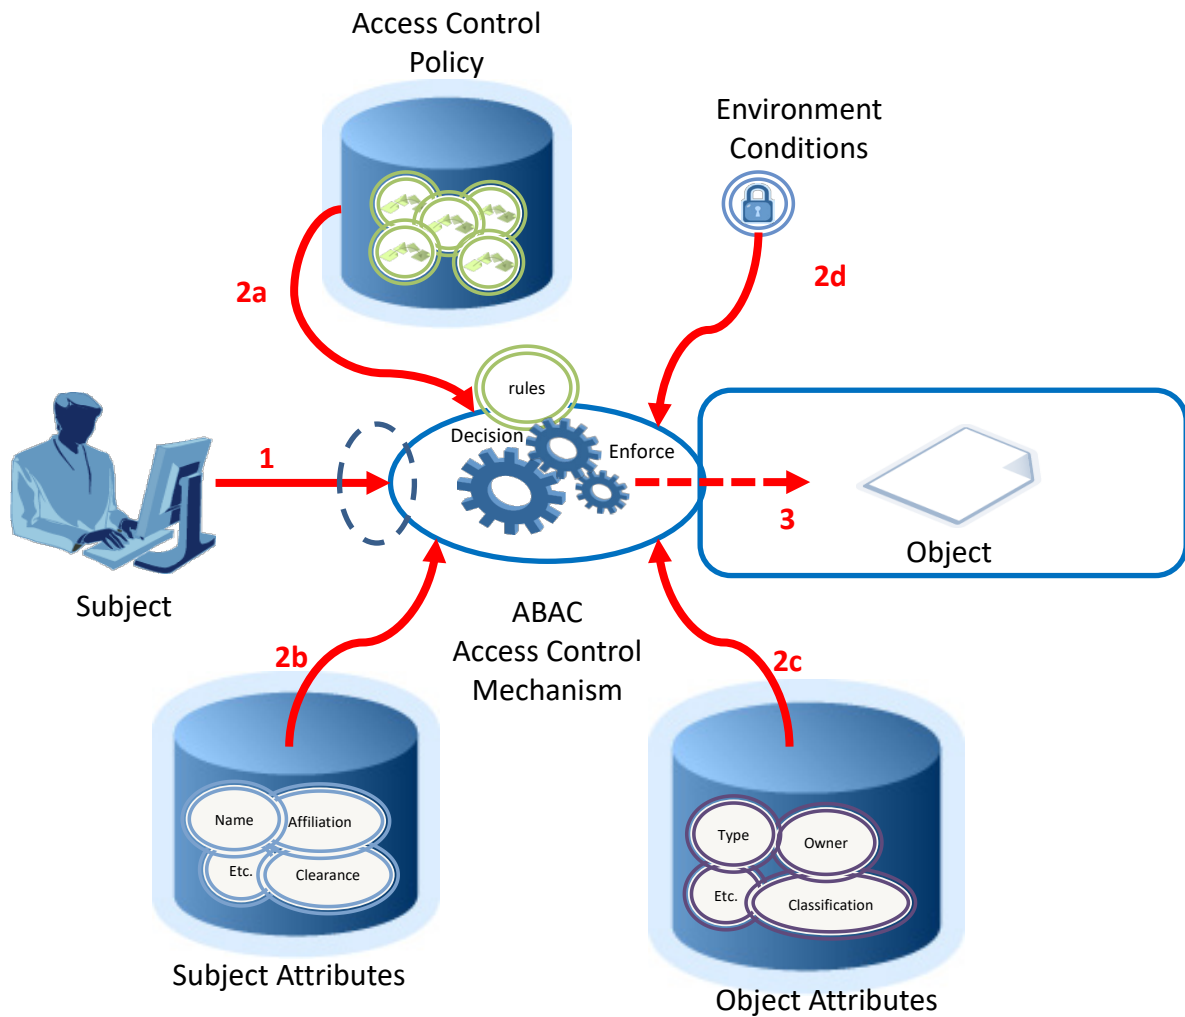 Access Control
Policy
Environment
Conditions
2a
2d
rules
Decision
Enforce
1
3
Object
Subject
ABAC
Access Control
Mechanism
2b
2c
Name
Affiliation
Etc.
Clearance
Type
Owner
Etc.
Classification
Subject Attributes
Object Attributes